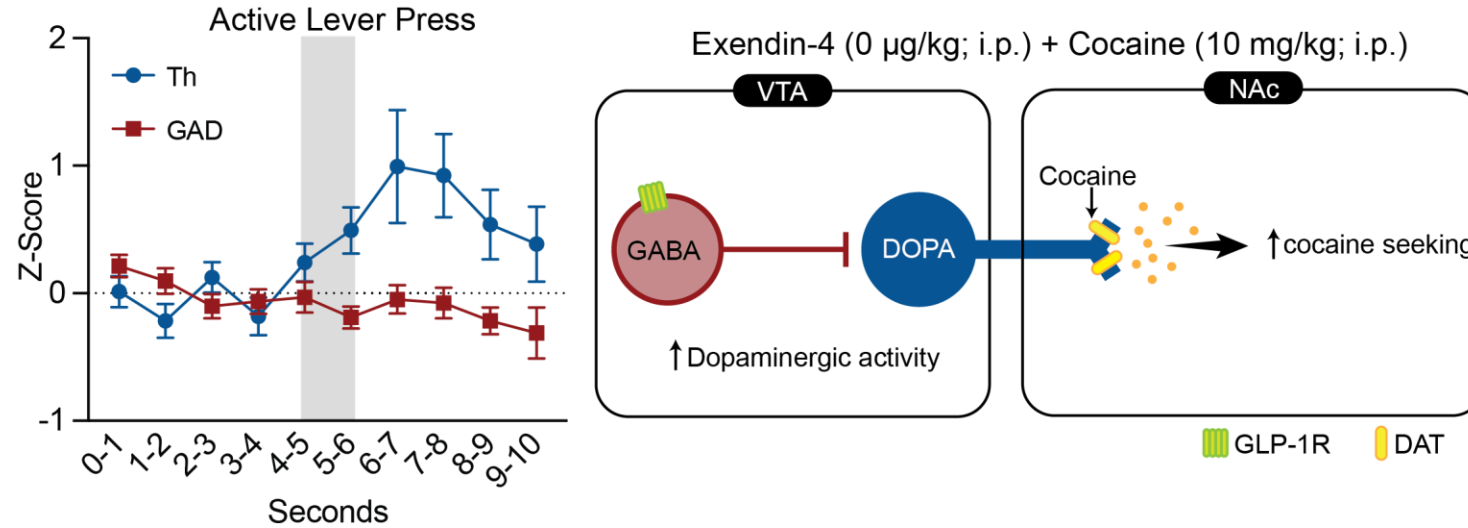 Active Lever Press
2
1
0
-1
Z-Score
Th
GAD
0-1
1-2
2-3
3-4
4-5
5-6
6-7
7-8
8-9
9-10
Seconds
Exendin-4 (0 µg/kg; i.p.) + Cocaine (10 mg/kg; i.p.)
VTA
GABA
DOPA
↑Dopaminergic activity
NAc
Cocaine
↑cocaine seeking
GLP-1R
DAT